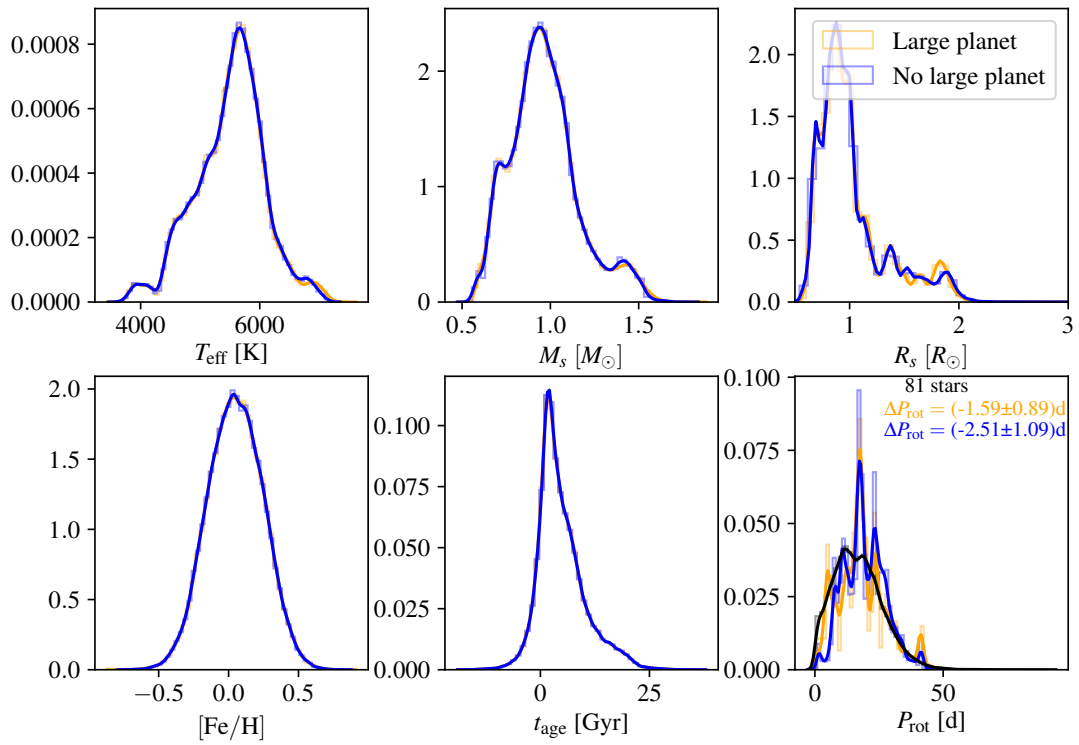 0.0008
0.0006
0.0004
0.0002
0.0000
4000 6000
T_eff [K]
2
1
0
0.5 1.0 1.5
M_s [M_⊙]
2.0
1.5
1.0
0.5
0.0
1 2 3
R_s [R_⊙]
Large planet
No large planet
2.0
1.5
1.0
0.5
0.0
−0.5 0.0 0.5
[Fe/H]
0.100
0.075
0.050
0.025
0.000
0 25
t_age [Gyr]
0.100
0.075
0.050
0.025
0.000
0 50
P_rot [d]
81 stars
ΔP_rot = (-1.59±0.89)d
ΔP_rot = (-2.51±1.09)d